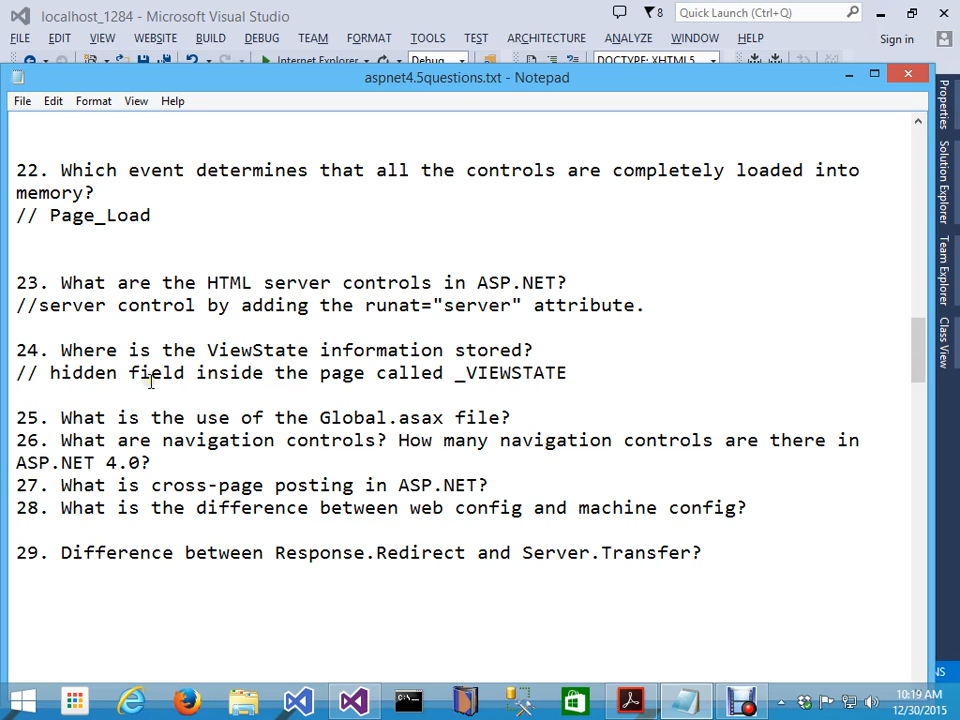 localhost_1284 - Microsoft Visual Studio
8
Quick Launch (Ctrl+Q)
FILE EDIT VIEW WEBSITE BUILD DEBUG TEAM FORMAT TOOLS TEST ARCHITECTURE ANALYZE WINDOW HELP
Sign in
Internet Explorer
Debug
DOCTYPE: XHTML5
aspnet4.5questions.txt - Notepad
File Edit Format View Help
22. Which event determines that all the controls are completely loaded into
memory?
// Page_Load
23. What are the HTML server controls in ASP.NET?
//server control by adding the runat="server" attribute.
24. Where is the ViewState information stored?
// hidden field inside the page called _VIEWSTATE
25. What is the use of the Global.asax file?
26. What are navigation controls? How many navigation controls are there in
ASP.NET 4.0?
27. What is cross-page posting in ASP.NET?
28. What is the difference between web config and machine config?
29. Difference between Response.Redirect and Server.Transfer?
Properties
Solution Explorer
Team Explorer
Class View
NS
10:19 AM
12/30/2015